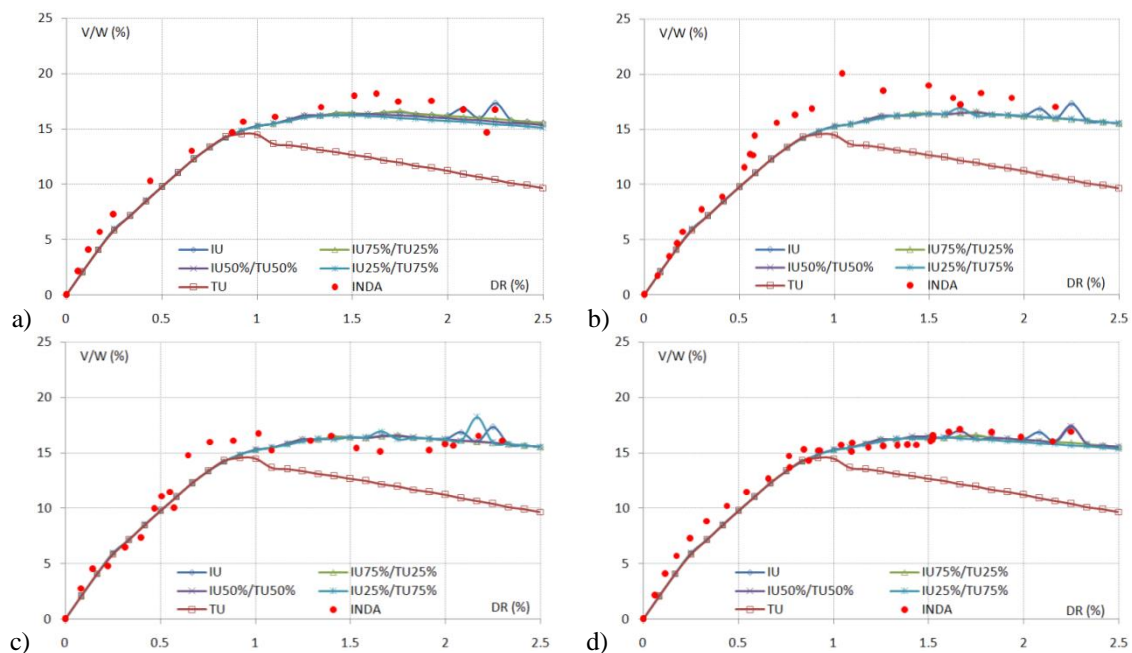 a)
V/W (%)
25
20
15
10
5
0
IU
IU75%/TU25%
IU50%/TU50%
IU25%/TU75%
TU
INDA
DR (%)
0 0.5 1 1.5 2 2.5
b)
V/W (%)
25
20
15
10
5
0
IU
IU75%/TU25%
IU50%/TU50%
IU25%/TU75%
TU
INDA
DR (%)
0 0.5 1 1.5 2 2.5
c)
V/W (%)
25
20
15
10
5
0
IU
IU75%/TU25%
IU50%/TU50%
IU25%/TU75%
TU
INDA
DR (%)
0 0.5 1 1.5 2 2.5
d)
V/W (%)
25
20
15
10
5
0
IU
IU75%/TU25%
IU50%/TU50%
IU25%/TU75%
TU
INDA
DR (%)
0 0.5 1 1.5 2 2.5